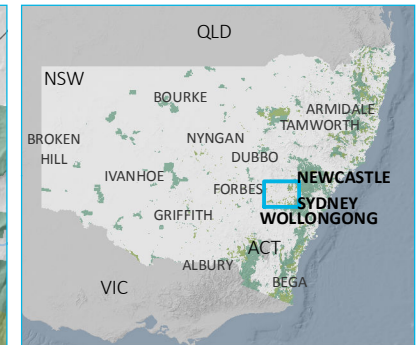 QLD
NSW
BOURKE
ARMIDALE
TAMWORTH
BROKEN
HILL
NYNGAN
DUBBO
IVANHOE
NEWCASTLE
FORBES
SYDNEY
GRIFFITH
WOLLONGONG
ACT
ALBURY
VIC
BEGA